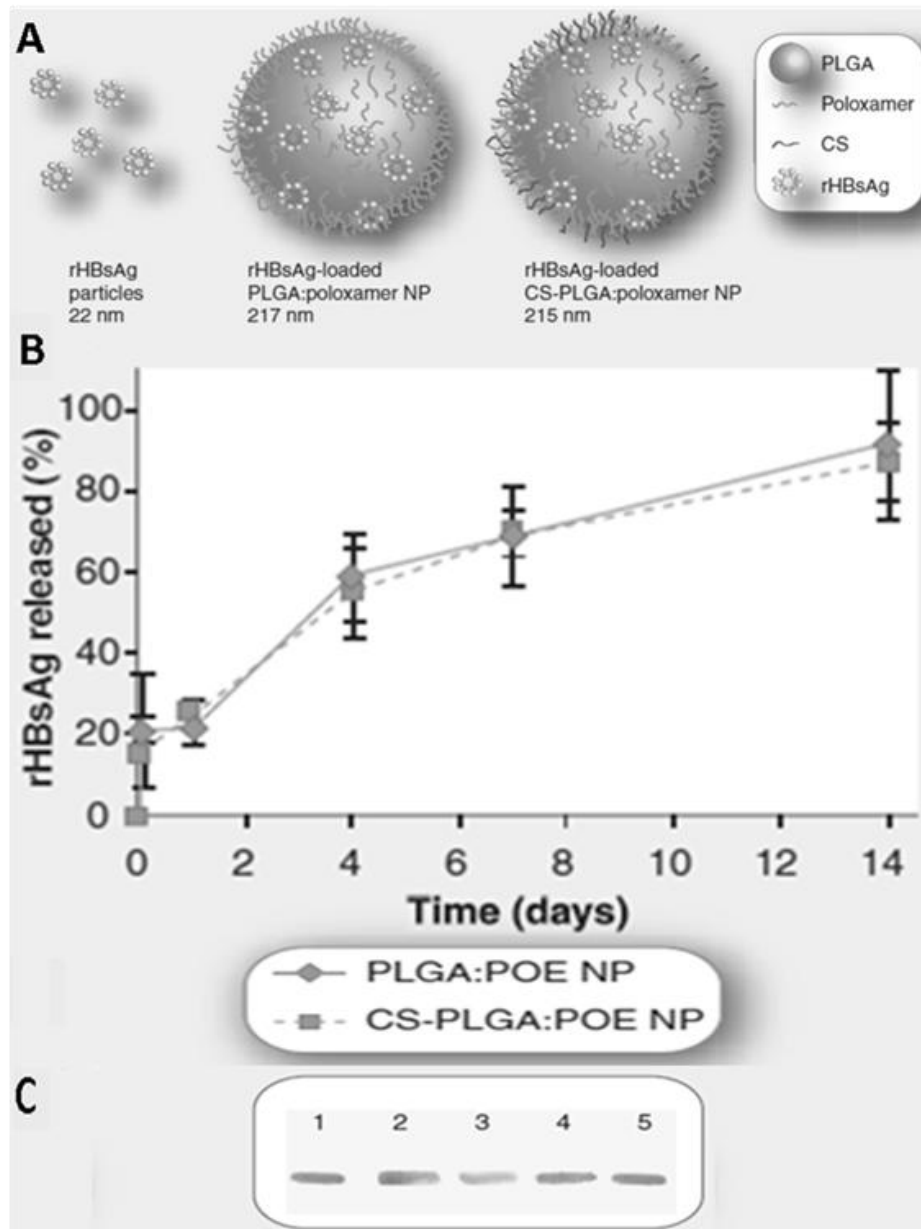 A
PLGA
Poloxamer
CS
rHBsAg
rHBsAg
particles
22 nm
rHBsAg-loaded
PLGA:poloxamer NP
217 nm
rHBsAg-loaded
CS-PLGA:poloxamer NP
215 nm
B
rHBsAg released (%)
100
80
60
40
20
0
0 2 4 6 8 10 12 14
Time (days)
PLGA:POE NP
CS-PLGA:POE NP
C
1 2 3 4 5